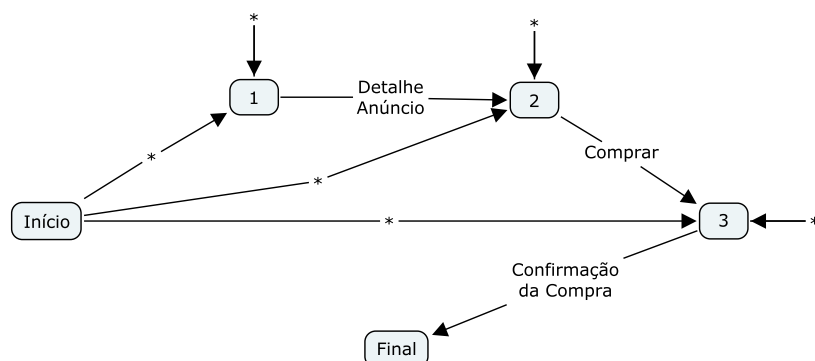 *
*
1
Detalhe
Anúncio
2
*
Comprar
*
Início
*
3
*
Confirmação
da Compra
Final